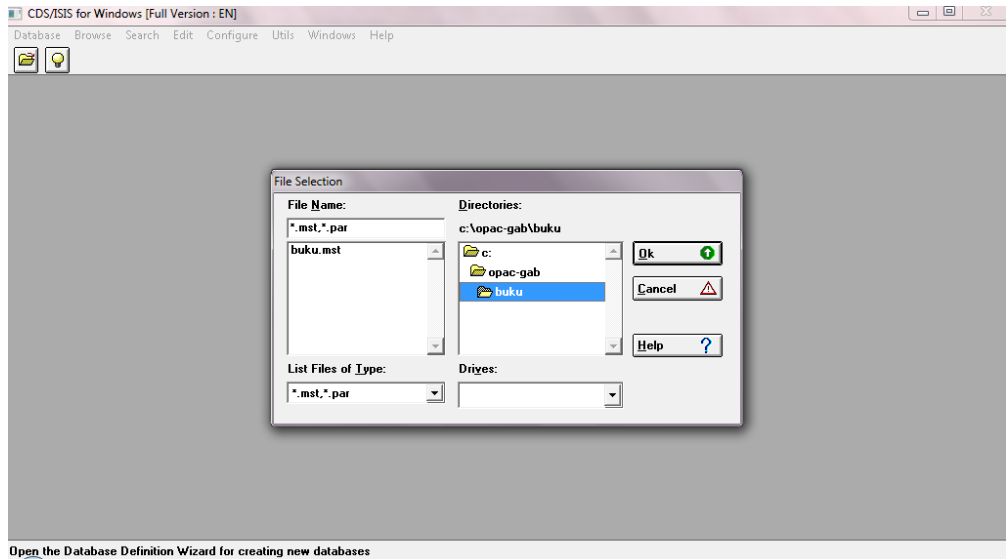 CDS/ISIS for Windows [Full Version : EN]
Database Browse Search Edit Configure Utils Windows Help
File Selection
File Name:
*.mst,*.par
buku.mst
List Files of Type:
*.mst,*.par
Directories:
c:\opac-gab\buku
c:
opac-gab
buku
Drives:
Ok
Cancel
Help ?
Open the Database Definition Wizard for creating new databases